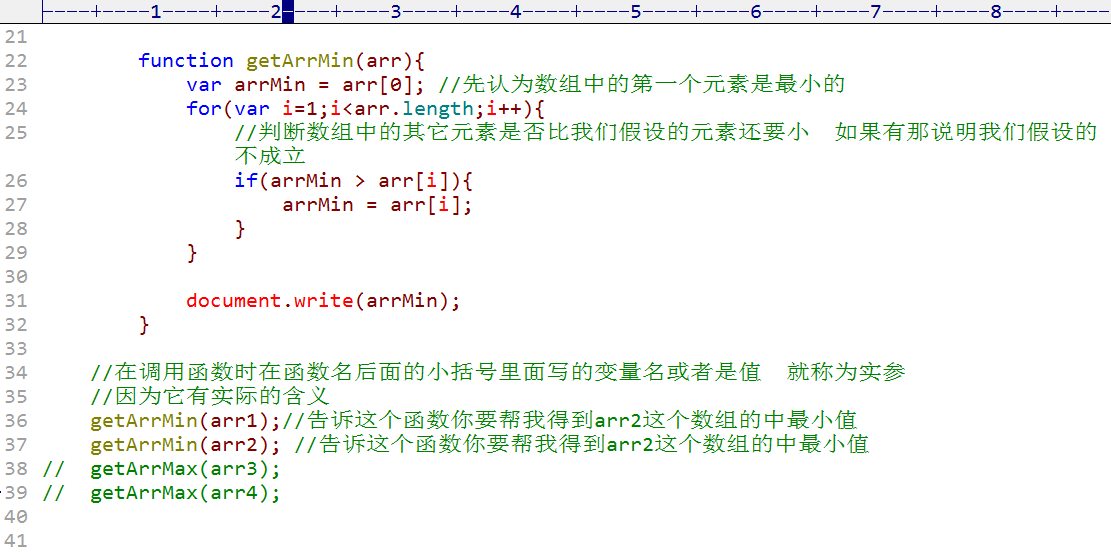 ----+----1----+----2----+----3----+----4----+----5----+----6----+----7----+----8----+--
21
22 function getArrMin(arr){
23 var arrMin = arr[0]; //先认为数组中的第一个元素是最小的
24 for(var i=1;i<arr.length;i++){
25 //判断数组中的其它元素是否比我们假设的元素还要小 如果有那说明我们假设的
不成立
26 if(arrMin > arr[i]){
27 arrMin = arr[i];
28 }
29 }
30
31 document.write(arrMin);
32 }
33
34 //在调用函数时在函数名后面的小括号里面写的变量名或者是值 就称为实参
35 //因为它有实际的含义
36 getArrMin(arr1);//告诉这个函数你要帮我得到arr2这个数组的中最小值
37 getArrMin(arr2); //告诉这个函数你要帮我得到arr2这个数组的中最小值
38 // getArrMax(arr3);
39 // getArrMax(arr4);
40
41